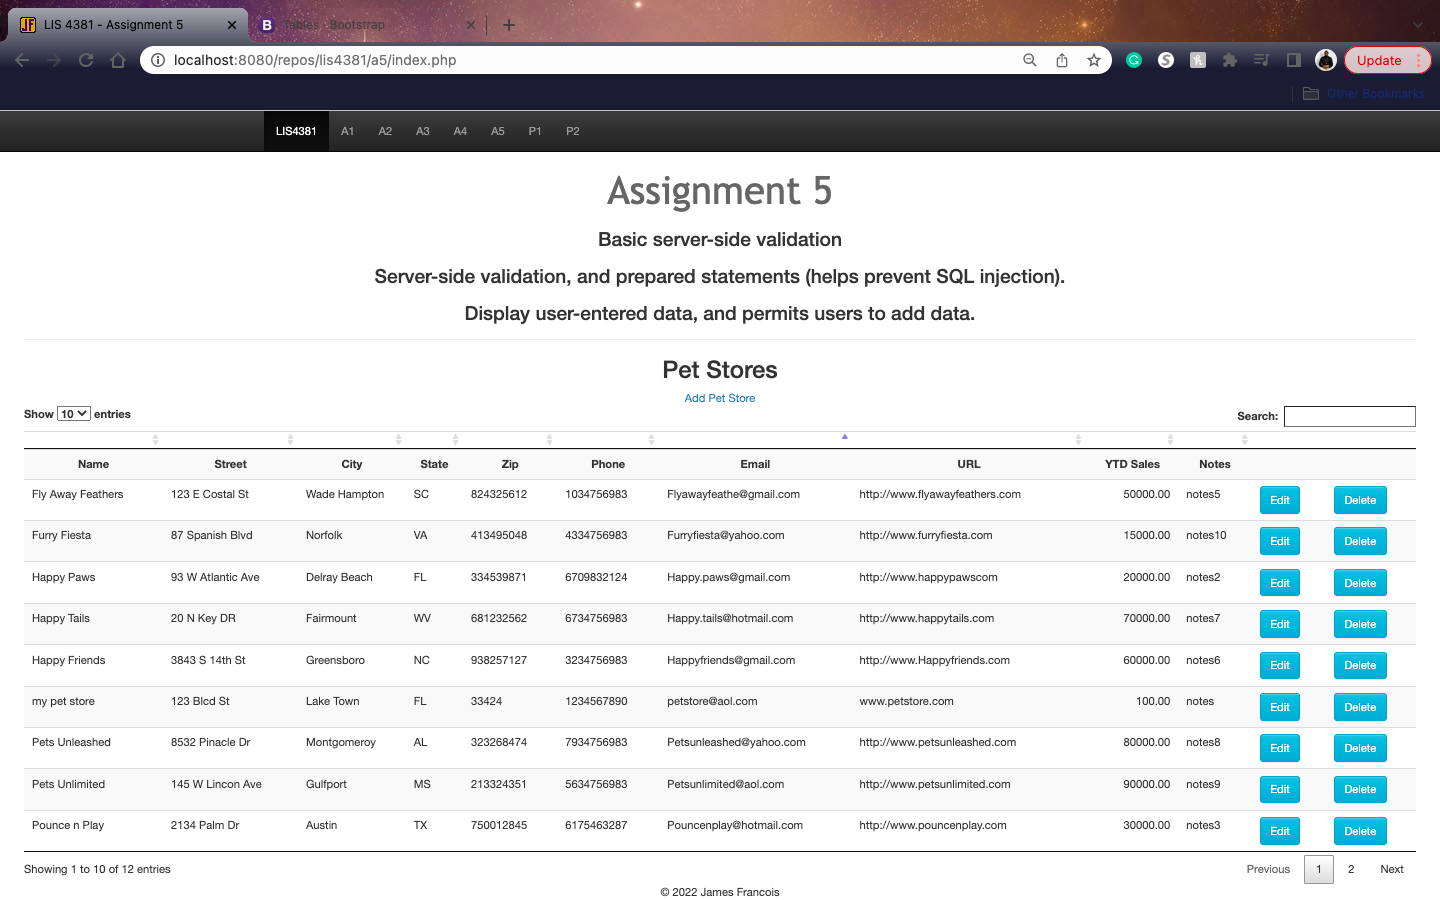 LIS 4381 - Assignment 5
Tables · Bootstrap
localhost:8080/repos/lis4381/a5/index.php
Update
Other Bookmarks
LIS4381 A1 A2 A3 A4 A5 P1 P2
Assignment 5
Basic server-side validation
Server-side validation, and prepared statements (helps prevent SQL injection).
Display user-entered data, and permits users to add data.
Pet Stores
Add Pet Store
Show 10 entries
Search:
Name Street City State Zip Phone Email URL YTD Sales Notes
Fly Away Feathers 123 E Costal St Wade Hampton SC 824325612 1034756983 Flyawayfeathe@gmail.com http://www.flyawayfeathers.com 50000.00 notes5 Edit Delete
Furry Fiesta 87 Spanish Blvd Norfolk VA 413495048 4334756983 Furryfiesta@yahoo.com http://www.furryfiesta.com 15000.00 notes10 Edit Delete
Happy Paws 93 W Atlantic Ave Delray Beach FL 334539871 6709832124 Happy.paws@gmail.com http://www.happypawscom 20000.00 notes2 Edit Delete
Happy Tails 20 N Key DR Fairmount WV 681232562 6734756983 Happy.tails@hotmail.com http://www.happytails.com 70000.00 notes7 Edit Delete
Happy Friends 3843 S 14th St Greensboro NC 938257127 3234756983 Happyfriends@gmail.com http://www.Happyfriends.com 60000.00 notes6 Edit Delete
my pet store 123 Blcd St Lake Town FL 33424 1234567890 petstore@aol.com www.petstore.com 100.00 notes Edit Delete
Pets Unleashed 8532 Pinacle Dr Montgomeroy AL 323268474 7934756983 Petsunleashed@yahoo.com http://www.petsunleashed.com 80000.00 notes8 Edit Delete
Pets Unlimited 145 W Lincon Ave Gulfport MS 213324351 5634756983 Petsunlimited@aol.com http://www.petsunlimited.com 90000.00 notes9 Edit Delete
Pounce n Play 2134 Palm Dr Austin TX 750012845 6175463287 Pouncenplay@hotmail.com http://www.pouncenplay.com 30000.00 notes3 Edit Delete
Showing 1 to 10 of 12 entries
Previous 1 2 Next
© 2022 James Francois